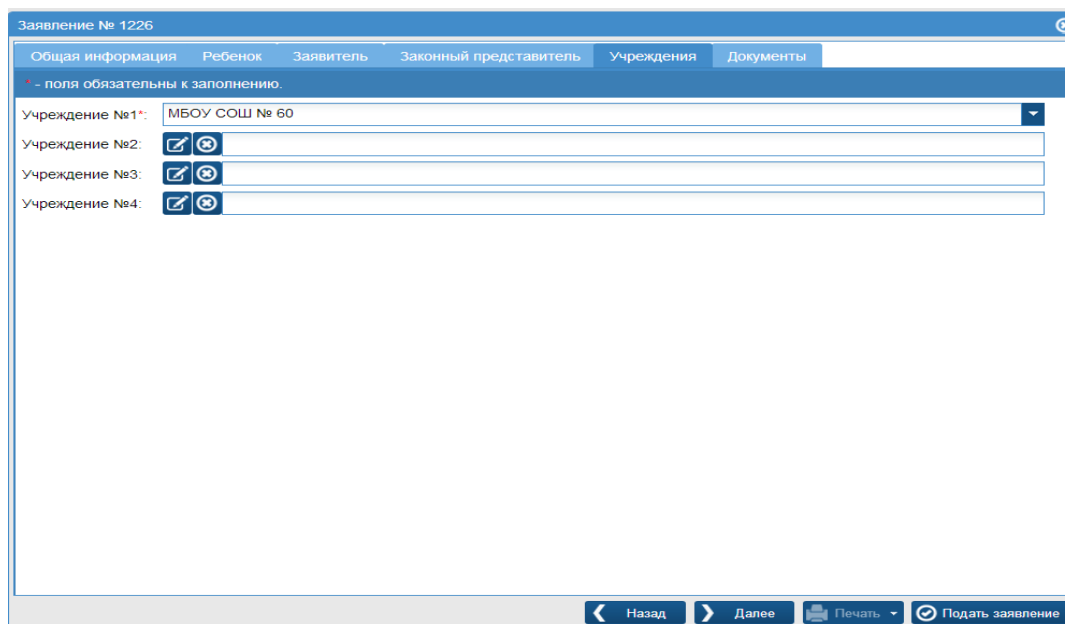 Заявление № 1226
Общая информация Ребенок Заявитель Законный представитель Учреждения Документы
* - поля обязательны к заполнению.
Учреждение №1*: МБОУ СОШ № 60
Учреждение №2:
Учреждение №3:
Учреждение №4:
Назад Далее Печать Подать заявление